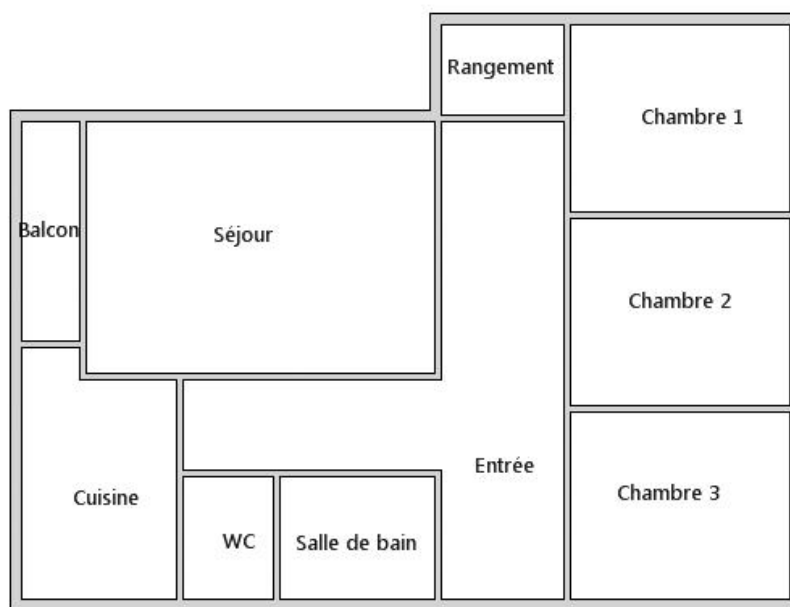 Rangement
Chambre 1
Balcon
Séjour
Chambre 2
Entrée
Chambre 3
Cuisine
WC
Salle de bain